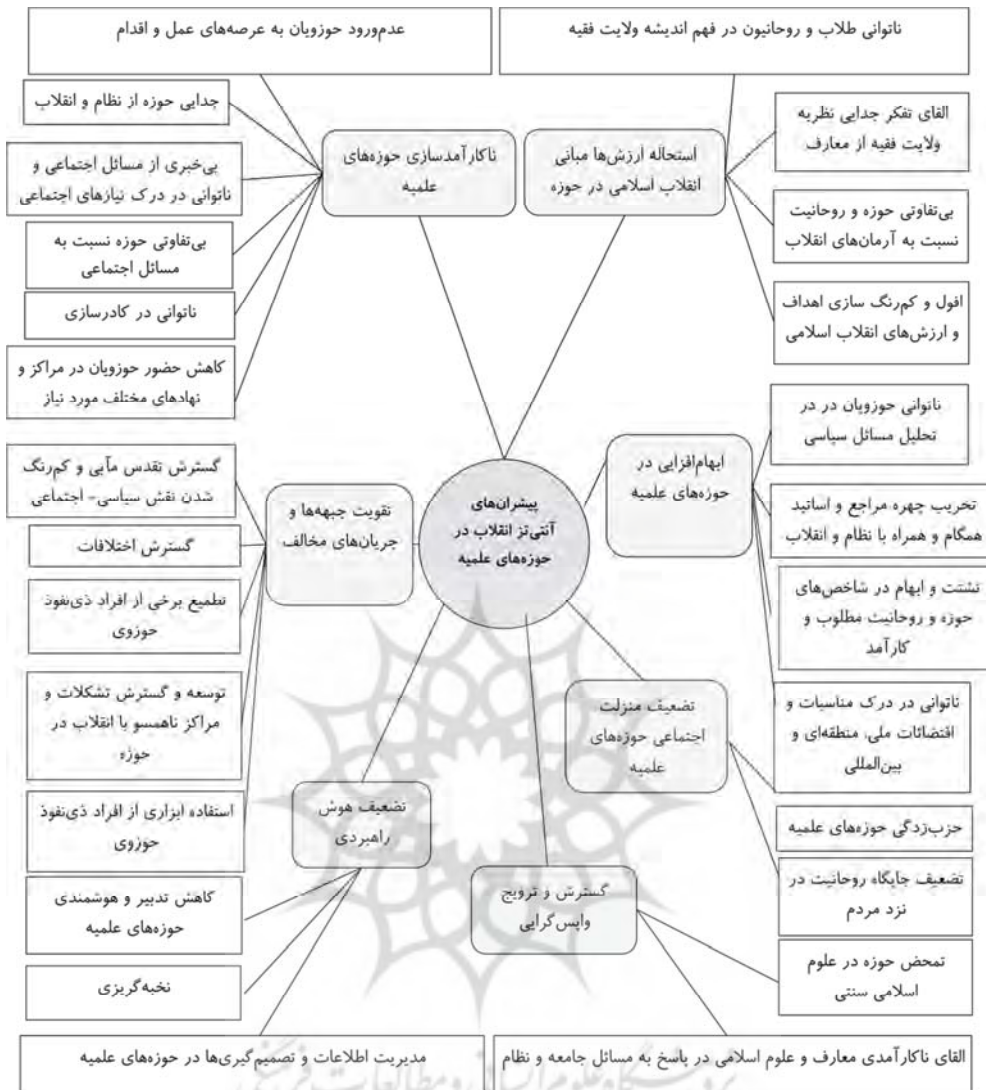 ناتوانی طلاب و روحانیون در فهم اندیشه ولایت فقیه
عدم‌ورود حوزویان به عرصه‌های عمل و اقدام
القای تفکر جدایی نظریه
ولایت فقیه از معارف
استحاله ارزش‌ها مبانی
انقلاب اسلامی در حوزه
ناکارآمدسازی حوزه‌های
علمیه
جدایی حوزه از نظام و انقلاب
بی‌خبری از مسائل اجتماعی و
ناتوانی در درک نیازهای اجتماعی
بی‌تفاوتی حوزه و روحانیت
نسبت به آرمان‌های انقلاب
بی‌تفاوتی حوزه نسبت به
مسائل اجتماعی
افول و کم‌رنگ سازی اهداف
و ارزش‌های انقلاب اسلامی
ناتوانی در کادرسازی
کاهش حضور حوزویان در مراکز و
نهادهای مختلف مورد نیاز
ناتوانی حوزویان در در
تحلیل مسائل سیاسی
ابهام‌افزایی در
حوزه‌های علمیه
پیشران‌های
آنتی‌تز انقلاب در
حوزه‌های علمیه
تقویت جبهه‌ها و
جریان‌های مخالف
گسترش تقدس مآبی و کم‌رنگ
شدن نقش سیاسی- اجتماعی
تخریب چهره مراجع و اساتید
همگام و همراه با نظام و انقلاب
گسترش اختلافات
تشتت و ابهام در شاخص‌های
حوزه و روحانیت مطلوب و
کارآمد
تطمیع برخی از افراد ذی‌نفوذ
حوزوی
ناتوانی در درک مناسبات و
اقتضائات ملی، منطقه‌ای و
بین‌المللی
تضعیف منزلت
اجتماعی حوزه‌های
علمیه
توسعه و گسترش تشکلات و
مراکز ناهمسو با انقلاب در
حوزه
تضعیف هوش
راهبردی
استفاده ابزاری از افراد ذی‌نفوذ
حوزوی
حزب‌زدگی حوزه‌های علمیه
تضعیف جایگاه روحانیت در
نزد مردم
گسترش و ترویج
واپس‌گرایی
کاهش تدبیر و هوشمندی
حوزه‌های علمیه
تمحض حوزه در علوم
اسلامی سنتی
نخبه‌گریزی
القای ناکارآمدی معارف و علوم اسلامی در پاسخ به مسائل جامعه و نظام
مدیریت اطلاعات و تصمیم‌گیری‌ها در حوزه‌های علمیه
پژوهشگاه علوم انسانی و مطالعات فرهنگی